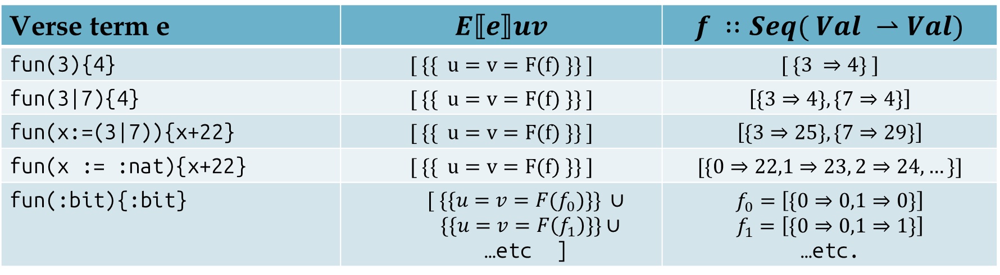 Verse term e
E⟦e⟧uv
f ∷ Seq( Val ⇀ Val)
fun(3){4}
[ {{ u = v = F(f) }} ]
[ {3 ⇒ 4} ]
fun(3|7){4}
[ {{ u = v = F(f) }} ]
[{3 ⇒ 4},{7 ⇒ 4}]
fun(x:=(3|7)){x+22}
[ {{ u = v = F(f) }} ]
[{3 ⇒ 25},{7 ⇒ 29}]
fun(x := :nat){x+22}
[ {{ u = v = F(f) }} ]
[{0 ⇒ 22,1 ⇒ 23,2 ⇒ 24,…}]
fun(:bit){:bit}
[ {{u = v = F(f₀)}} ∪
{{u = v = F(f₁)}} ∪
…etc ]
f₀ = [{0 ⇒ 0,1 ⇒ 0}]
f₁ = [{0 ⇒ 0,1 ⇒ 1}]
…etc.